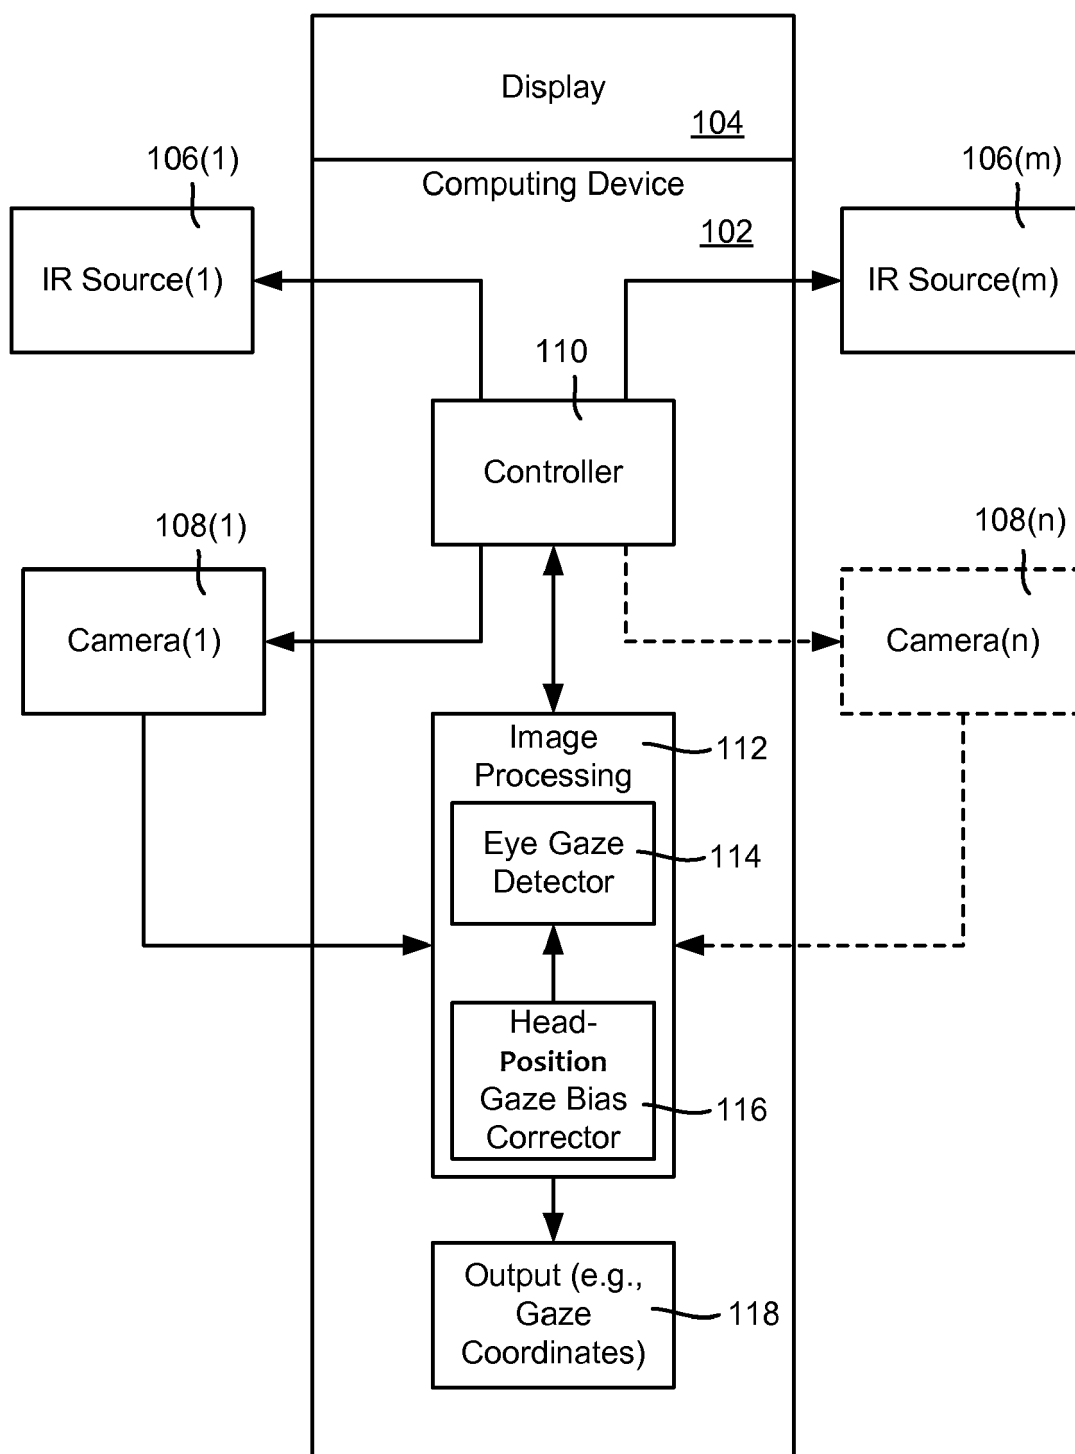 Display
104
106(1)
106(m)
Computing Device
102
IR Source(1)
IR Source(m)
110
Controller
108(1)
108(n)
Camera(1)
Camera(n)
Image
Processing
112
Eye Gaze
Detector
114
Head-
Position
Gaze Bias
Corrector
116
Output (e.g.,
Gaze
Coordinates)
118